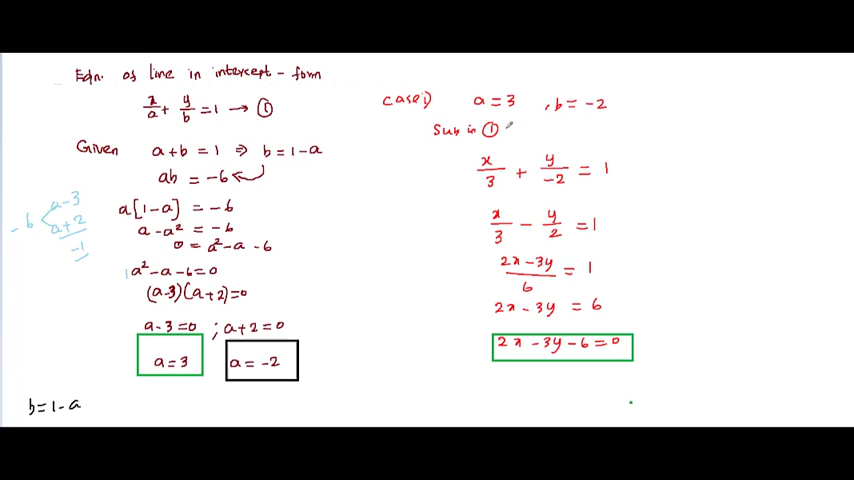 Eqn. of line in intercept - form
x/a + y/b = 1 → ①
Given a + b = 1 ⇒ b = 1 - a
ab = -6
a[1 - a] = -6
a - a² = -6
0 = a² - a - 6
1a² - a - 6 = 0
(a-3)(a+2) = 0
a - 3 = 0 ; a + 2 = 0
a = 3
a = -2
b = 1 - a
- 6
a - 3
a + 2
-1
Case i) a = 3 , b = -2
Sub in ①
x/3 + y/-2 = 1
x/3 - y/2 = 1
2x - 3y/6 = 1
2x - 3y = 6
2x - 3y - 6 = 0